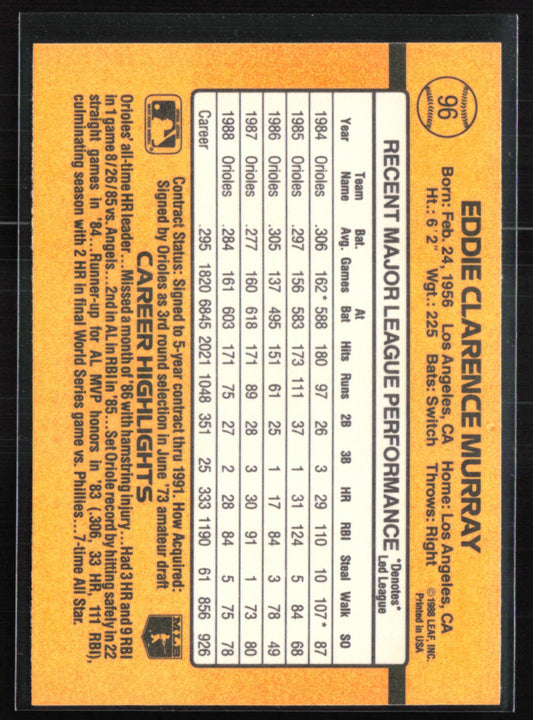 96
EDDIE CLARENCE MURRAY
Born: Feb. 24, 1956 Los Angeles, CA Home: Los Angeles, CA
Ht.: 6'2" Wgt.: 225 Bats: Switch Throws: Right
©1988 LEAF, INC.
Printed in USA
RECENT MAJOR LEAGUE PERFORMANCE *Denotes* Led League
Year Team Name Bat. Avg. Games At Bat Hits Runs 2B 3B HR RBI Steal Walk SO
1984 Orioles .306 162* 588 180 97 26 3 29 110 10 107* 87
1985 Orioles .297 156 583 173 111 37 1 31 124 5 84 68
1986 Orioles .305 137 495 151 61 25 1 17 84 3 78 49
1987 Orioles .277 160 618 171 89 28 3 30 91 1 73 80
1988 Orioles .284 161 603 171 75 27 2 28 84 5 75 78
Career .295 1820 6845 2021 1048 351 25 333 1190 61 856 926
Contract Status: Signed to 5-year contract thru 1991. How Acquired:
Signed by Orioles as 3rd round selection in June '73 amateur draft
MLB
CAREER HIGHLIGHTS
Orioles' all-time HR leader...Missed a month of '86 with hamstring injury...Had 3 HR and 9 RBI
in 1 game 8/26/85 vs. Angels...2nd in AL in RBI in '85...Set Oriole record by hitting safely in 22
straight games in '84...Runner-up for AL MVP honors in '83 (.306, 33 HR, 111 RBI),
culminating season with 2 HR in final World Series game vs. Phillies...7-time All Star.